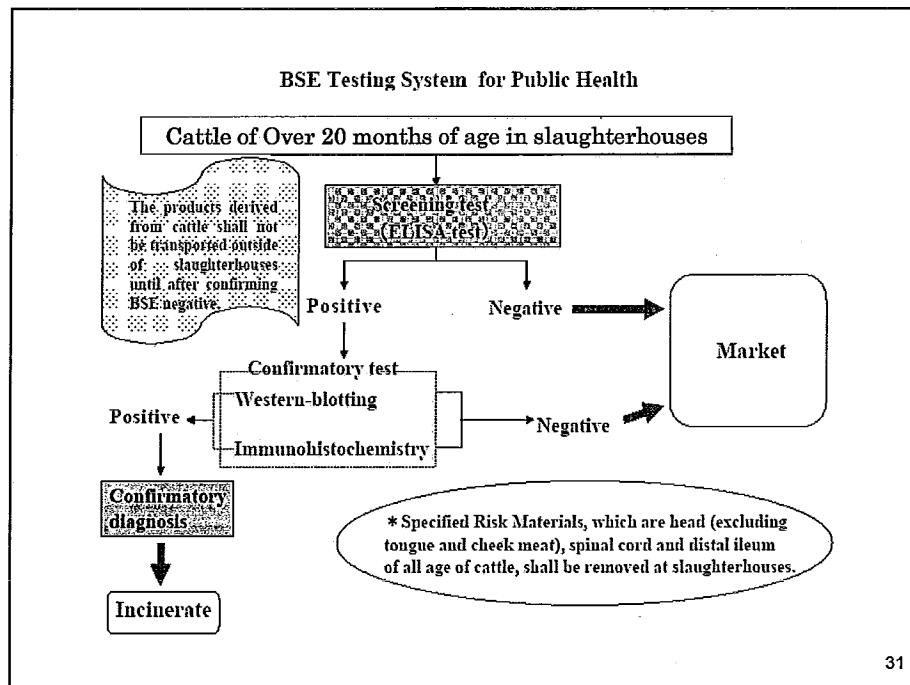 BSE Testing System for Public Health
Cattle of Over 20 months of age in slaughterhouses
The products derived
from cattle shall not
be transported outside
of slaughterhouses
until after confirming
BSE negative.
Screening test
(ELISA test)
Positive
Negative
Market
Confirmatory test
Western-blotting
Immunohistochemistry
Positive
Negative
Confirmatory
diagnosis
Incinerate
* Specified Risk Materials, which are head (excluding
tongue and cheek meat), spinal cord and distal ileum
of all age of cattle, shall be removed at slaughterhouses.
31